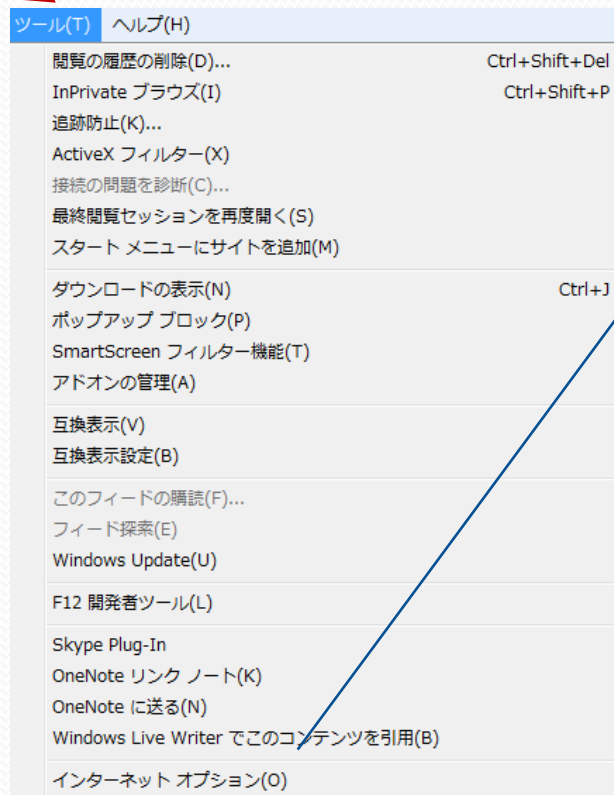 ツール(T) ヘルプ(H)
閲覧の履歴の削除(D)... Ctrl+Shift+Del
InPrivate ブラウズ(I) Ctrl+Shift+P
追跡防止(K)...
ActiveX フィルター(X)
接続の問題を診断(C)...
最終閲覧セッションを再度開く(S)
スタート メニューにサイトを追加(M)
ダウンロードの表示(N) Ctrl+J
ポップアップ ブロック(P)
SmartScreen フィルター機能(T)
アドオンの管理(A)
互換表示(V)
互換表示設定(B)
このフィードの購読(F)...
フィード探索(E)
Windows Update(U)
F12 開発者ツール(L)
Skype Plug-In
OneNote リンク ノート(K)
OneNote に送る(N)
Windows Live Writer でこのコンテンツを引用(B)
インターネット オプション(O)